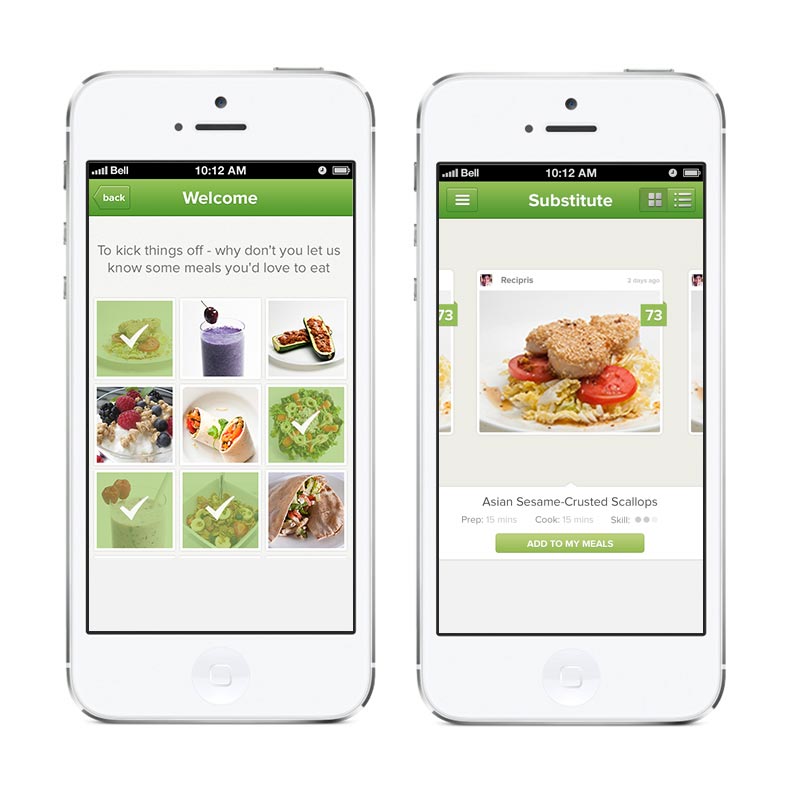 Bell 10:12 AM
back Welcome
To kick things off - why don't you let us
know some meals you'd love to eat
Bell 10:12 AM
Substitute
Recipris 2 days ago
73 73
Asian Sesame-Crusted Scallops
Prep: 15 mins Cook: 15 mins Skill:
ADD TO MY MEALS